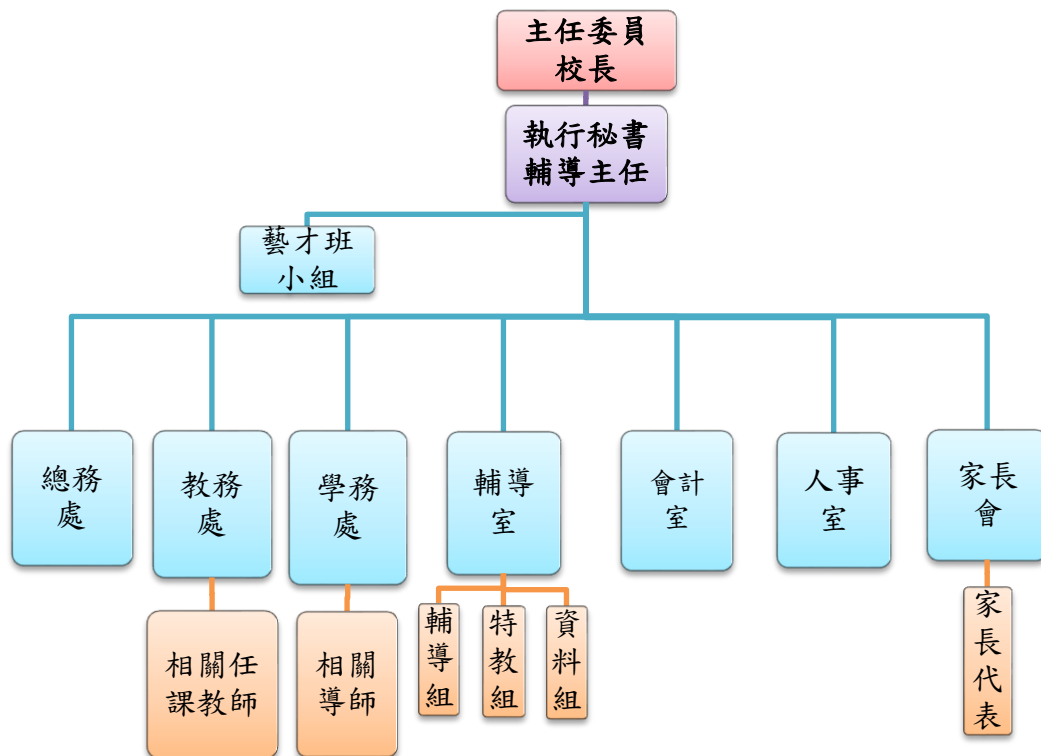 主任委員
校長
執行秘書
輔導主任
藝才班
小組
總務
處
教務
處
學務
處
輔導
室
會計
室
人事
室
家長
會
相關任
課教師
相關
導師
輔導組
特教組
資料組
家長代表